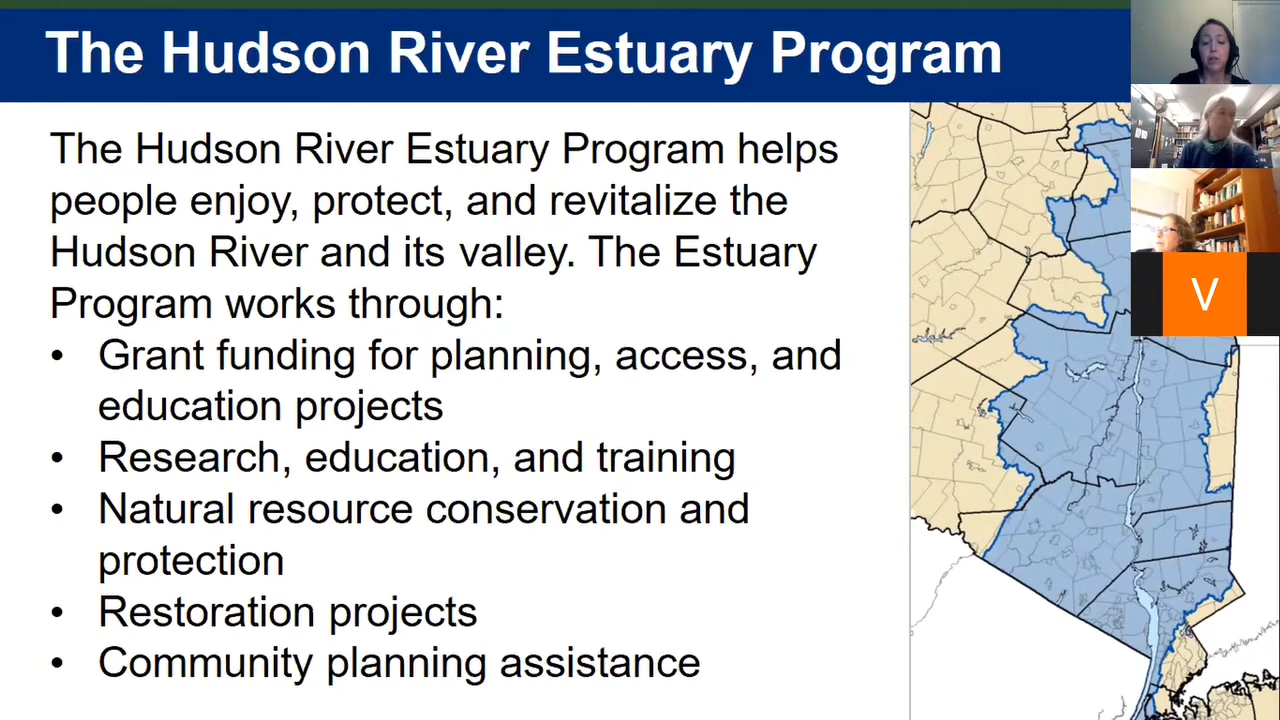 The Hudson River Estuary Program
The Hudson River Estuary Program helps
people enjoy, protect, and revitalize the
Hudson River and its valley. The Estuary
Program works through:
• Grant funding for planning, access, and
education projects
• Research, education, and training
• Natural resource conservation and
protection
• Restoration projects
• Community planning assistance
V